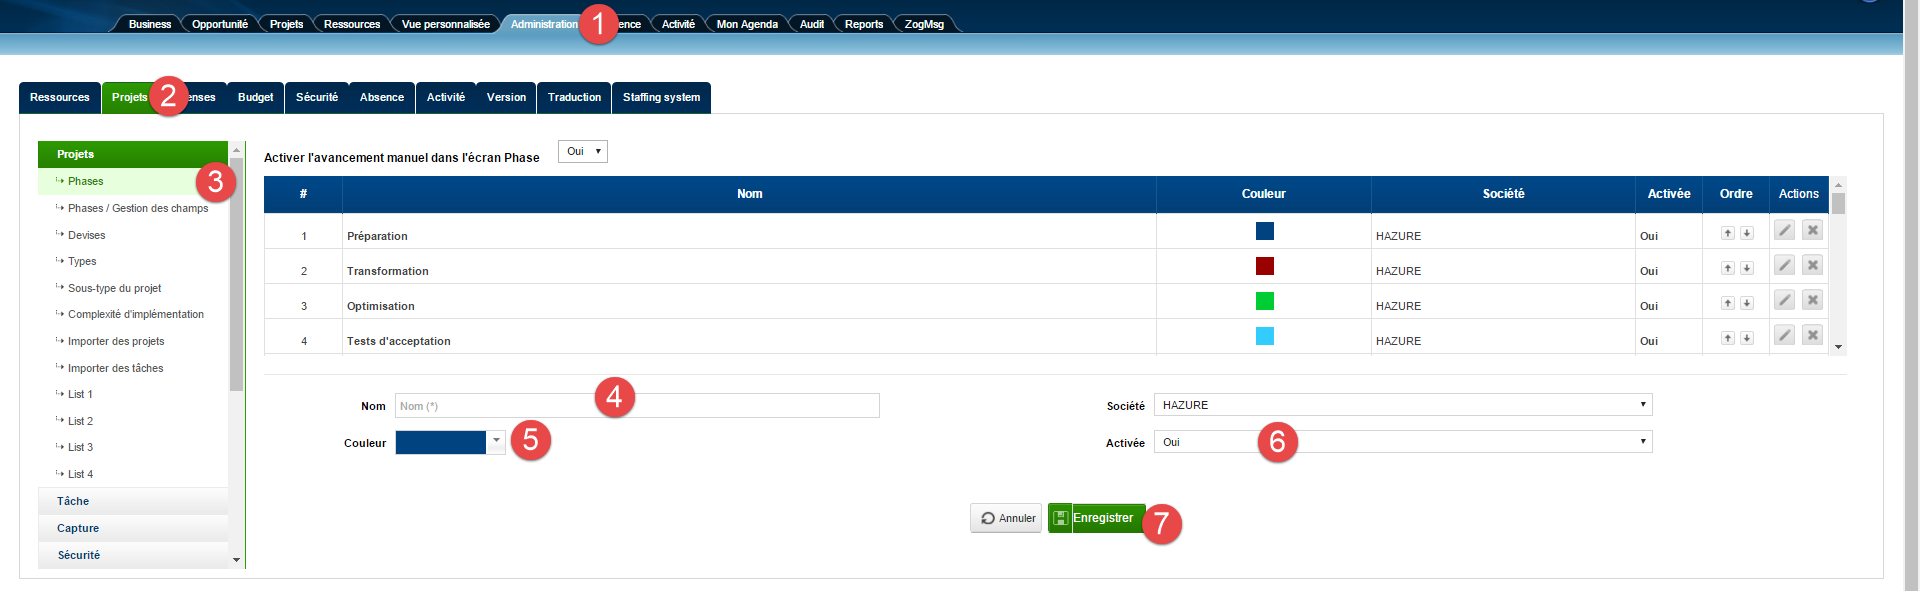 Business Opportunité Projets Ressources Vue personnalisée Administration 1 ence Activité Mon Agenda Audit Reports ZogMsg
Ressources Projets 2 enses Budget Sécurité Absence Activité Version Traduction Staffing system
Projets
Phases 3
Phases / Gestion des champs
Devises
Types
Sous-type du projet
Complexité d'implémentation
Importer des projets
Importer des tâches
List 1
List 2
List 3
List 4
Tâche
Capture
Sécurité
Activer l'avancement manuel dans l'écran Phase Oui
# Nom Couleur Société Activée Ordre Actions
1 Préparation HAZURE Oui
2 Transformation HAZURE Oui
3 Optimisation HAZURE Oui
4 Tests d'acceptation HAZURE Oui
Nom Nom (*) 4 Société HAZURE
Couleur 5 Activée Oui 6
Annuler Enregistrer 7